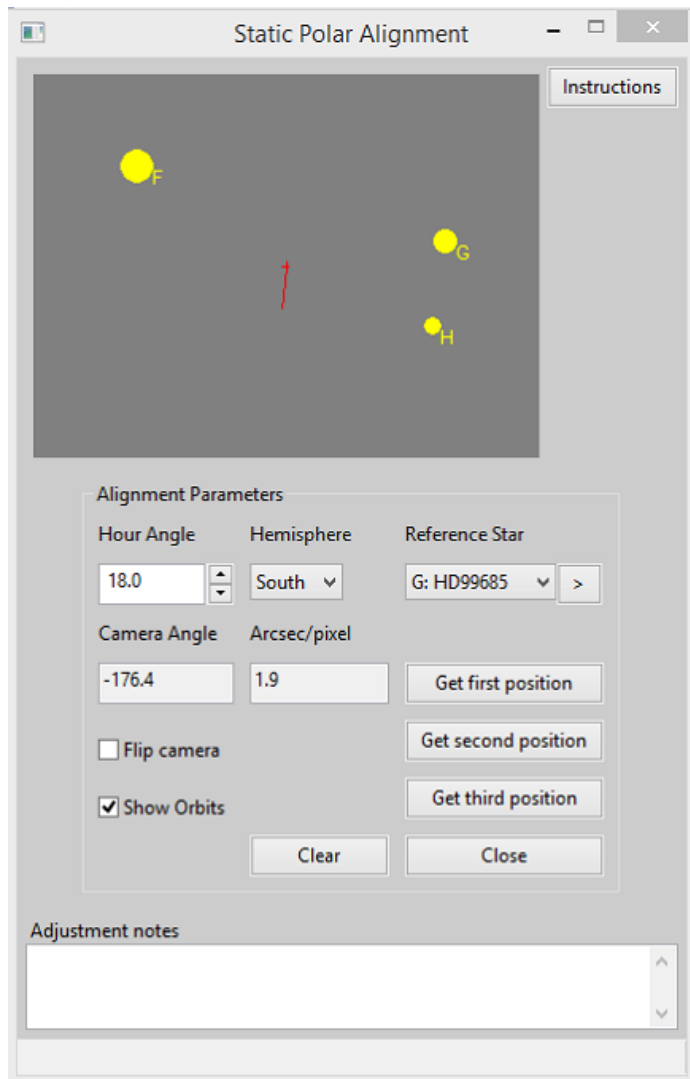 Static Polar Alignment
Instructions
F
G
H
Alignment Parameters
Hour Angle Hemisphere Reference Star
18.0 South G: HD99685 >
Camera Angle Arcsec/pixel
-176.4 1.9 Get first position
Flip camera Get second position
Show Orbits Get third position
Clear Close
Adjustment notes